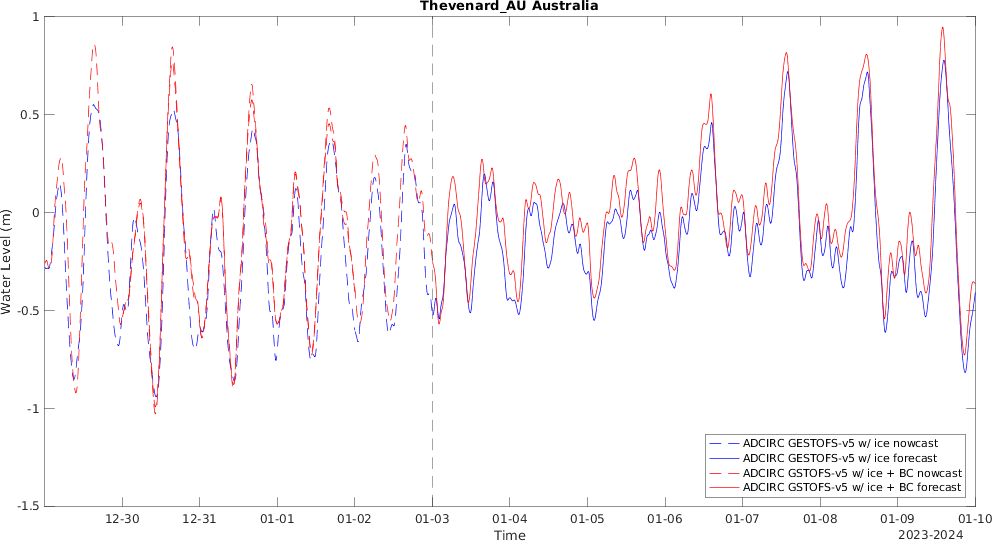 Thevenard_AU Australia
1
0.5
0
-0.5
-1
-1.5
Water Level (m)
ADCIRC GESTOFS-v5 w/ ice nowcast
ADCIRC GESTOFS-v5 w/ ice forecast
ADCIRC GSTOFS-v5 w/ ice + BC nowcast
ADCIRC GSTOFS-v5 w/ ice + BC forecast
12-30 12-31 01-01 01-02 01-03 01-04 01-05 01-06 01-07 01-08 01-09 01-10
Time
2023-2024